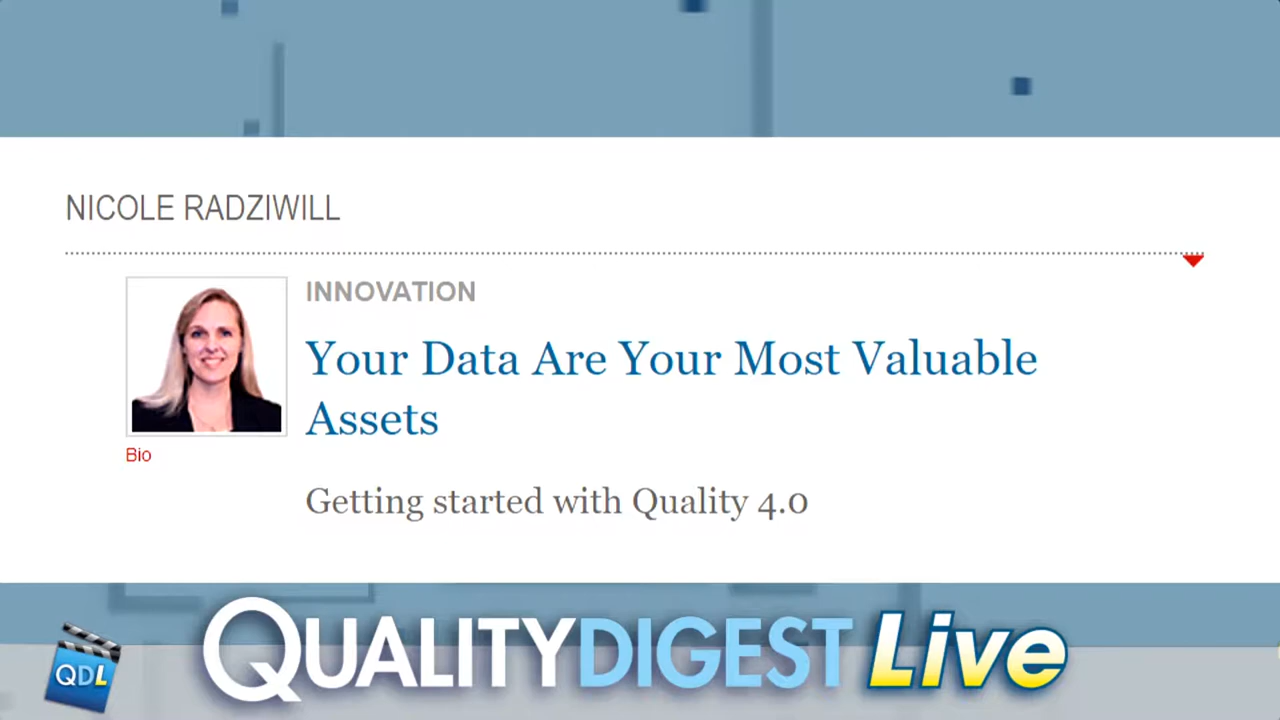 NICOLE RADZIWILL
INNOVATION
Your Data Are Your Most Valuable
Assets
Bio
Getting started with Quality 4.0
QUALITYDIGEST Live
QDL